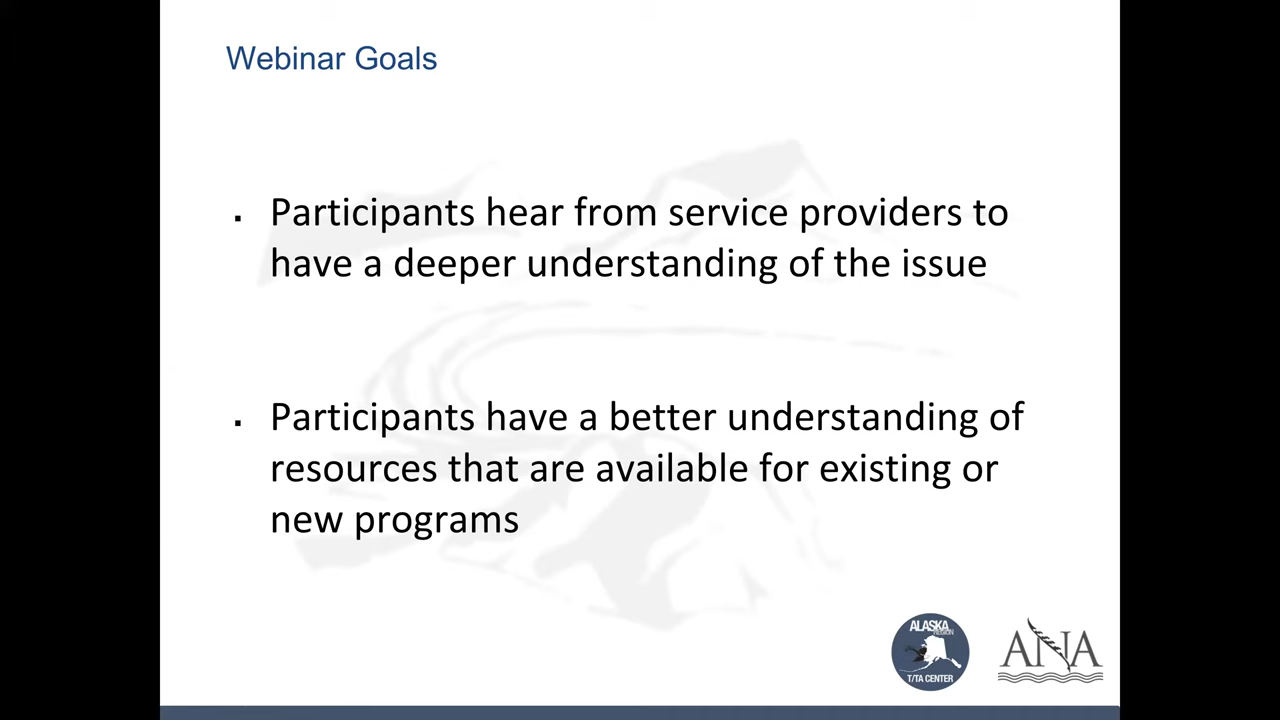 Webinar Goals
▪ Participants hear from service providers to
have a deeper understanding of the issue
▪ Participants have a better understanding of
resources that are available for existing or
new programs
ALASKA
REGION
T/TA CENTER
ANA